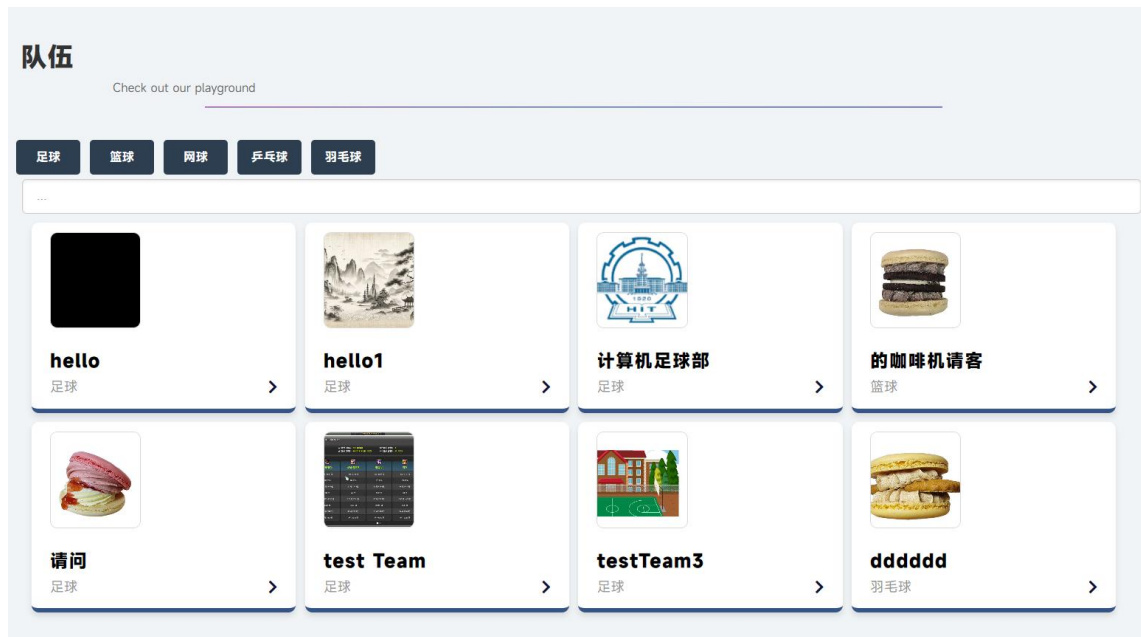 队伍
Check out our playground
足球 篮球 网球 乒乓球 羽毛球
...
1920
HIT
hello hello1 计算机足球部 的咖啡机请客
足球 足球 足球 篮球
请问 test Team testTeam3 dddddd
足球 足球 足球 羽毛球